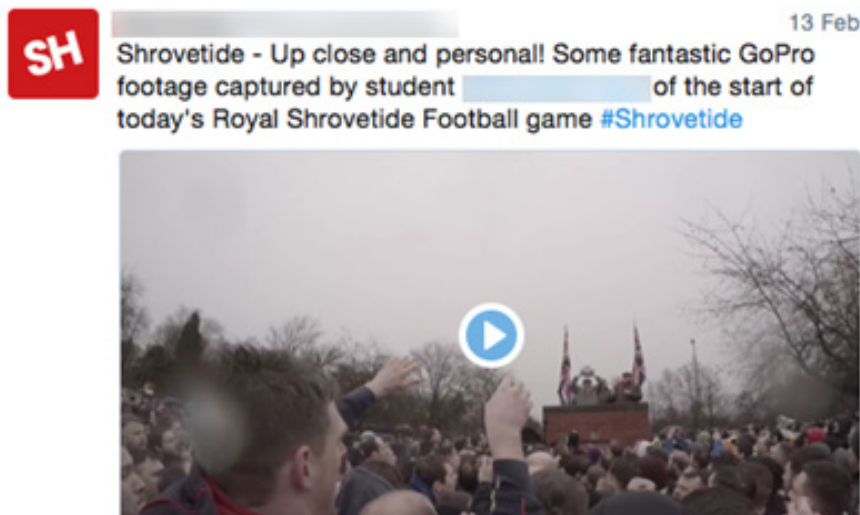 SH
13 Feb
Shrovetide - Up close and personal! Some fantastic GoPro
footage captured by student of the start of
today's Royal Shrovetide Football game #Shrovetide